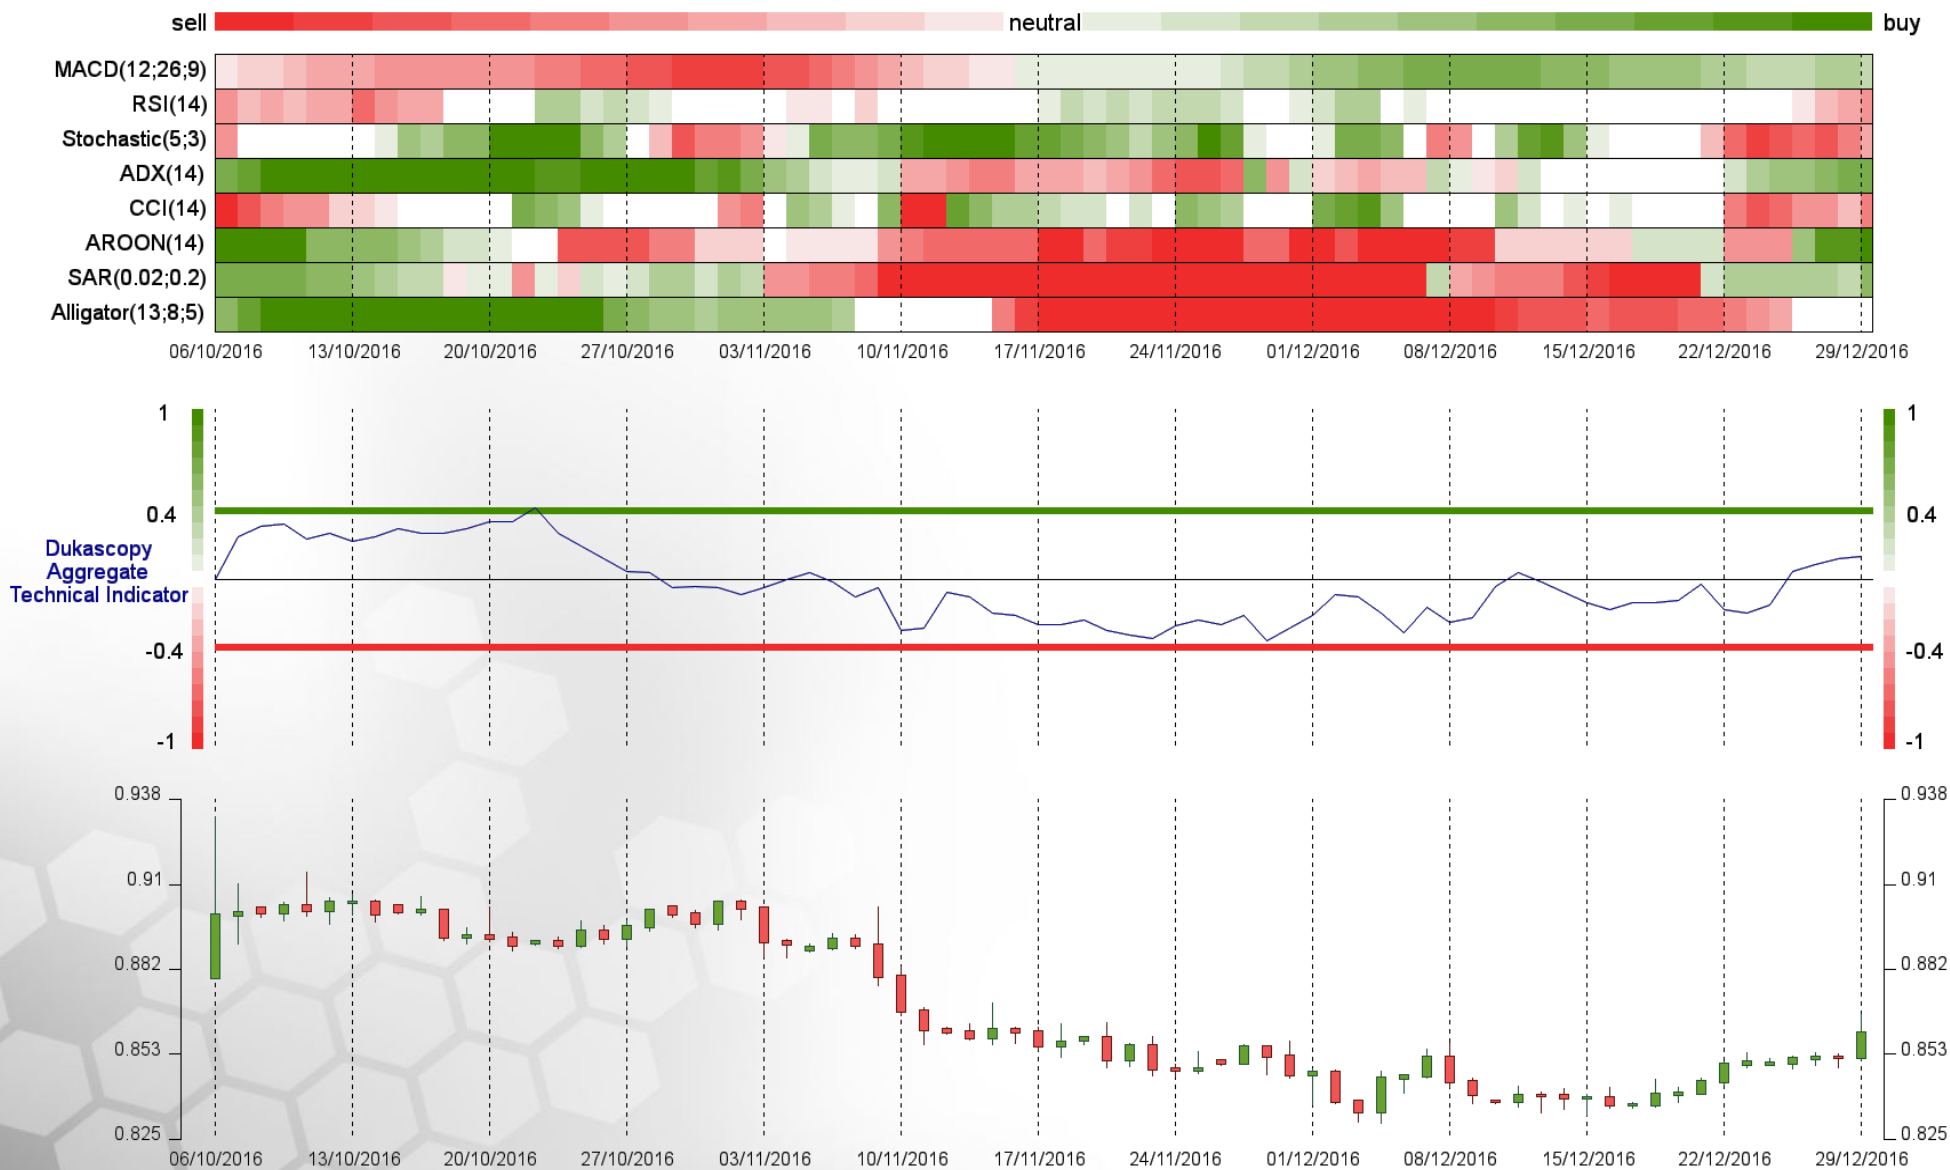 sell neutral buy
MACD(12;26;9)
RSI(14)
Stochastic(5;3)
ADX(14)
CCI(14)
AROON(14)
SAR(0.02;0.2)
Alligator(13;8;5)
06/10/2016 13/10/2016 20/10/2016 27/10/2016 03/11/2016 10/11/2016 17/11/2016 24/11/2016 01/12/2016 08/12/2016 15/12/2016 22/12/2016 29/12/2016
1 1
0.4 0.4
Dukascopy
Aggregate
Technical Indicator
-0.4 -0.4
-1 -1
0.938 0.938
0.91 0.91
0.882 0.882
0.853 0.853
0.825 0.825
06/10/2016 13/10/2016 20/10/2016 27/10/2016 03/11/2016 10/11/2016 17/11/2016 24/11/2016 01/12/2016 08/12/2016 15/12/2016 22/12/2016 29/12/2016